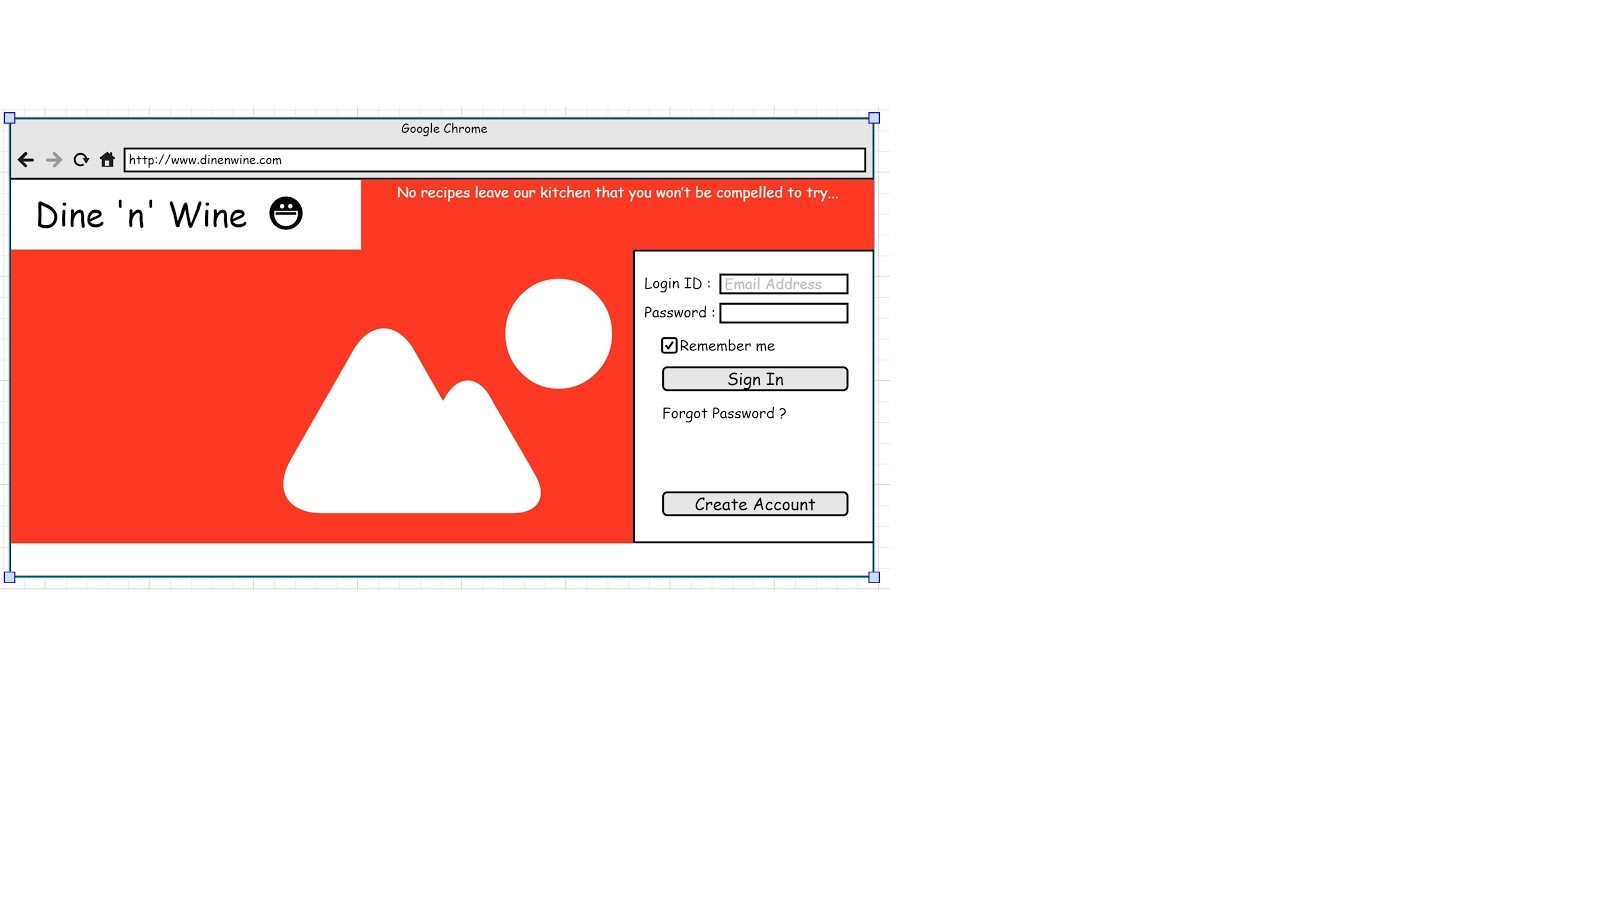 Google Chrome
http://www.dinenwine.com
Dine 'n' Wine
No recipes leave our kitchen that you won't be compelled to try...
Login ID : Email Address
Password :
Remember me
Sign In
Forgot Password ?
Create Account